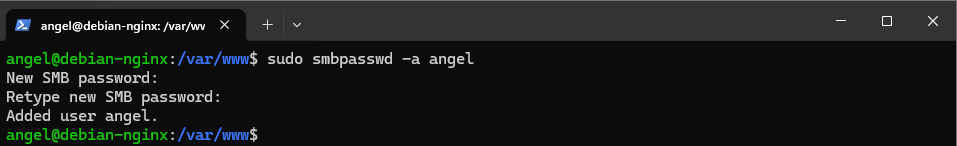 angel@debian-nginx: /var/wv
angel@debian-nginx:/var/www$ sudo smbpasswd -a angel
New SMB password:
Retype new SMB password:
Added user angel.
angel@debian-nginx:/var/www$